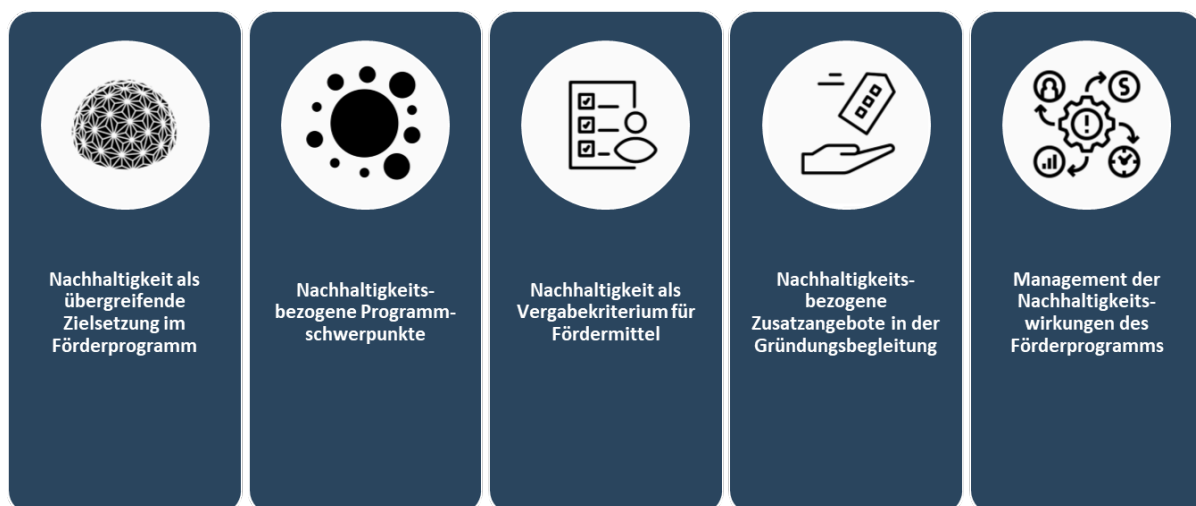 Nachhaltigkeit als
übergreifende
Zielsetzung im
Förderprogramm
Nachhaltigkeits-
bezogene Programm-
schwerpunkte
Nachhaltigkeit als
Vergabekriterium für
Fördermittel
Nachhaltigkeits-
bezogene
Zusatzangebote in der
Gründungsbegleitung
Management der
Nachhaltigkeits-
wirkungen des
Förderprogramms